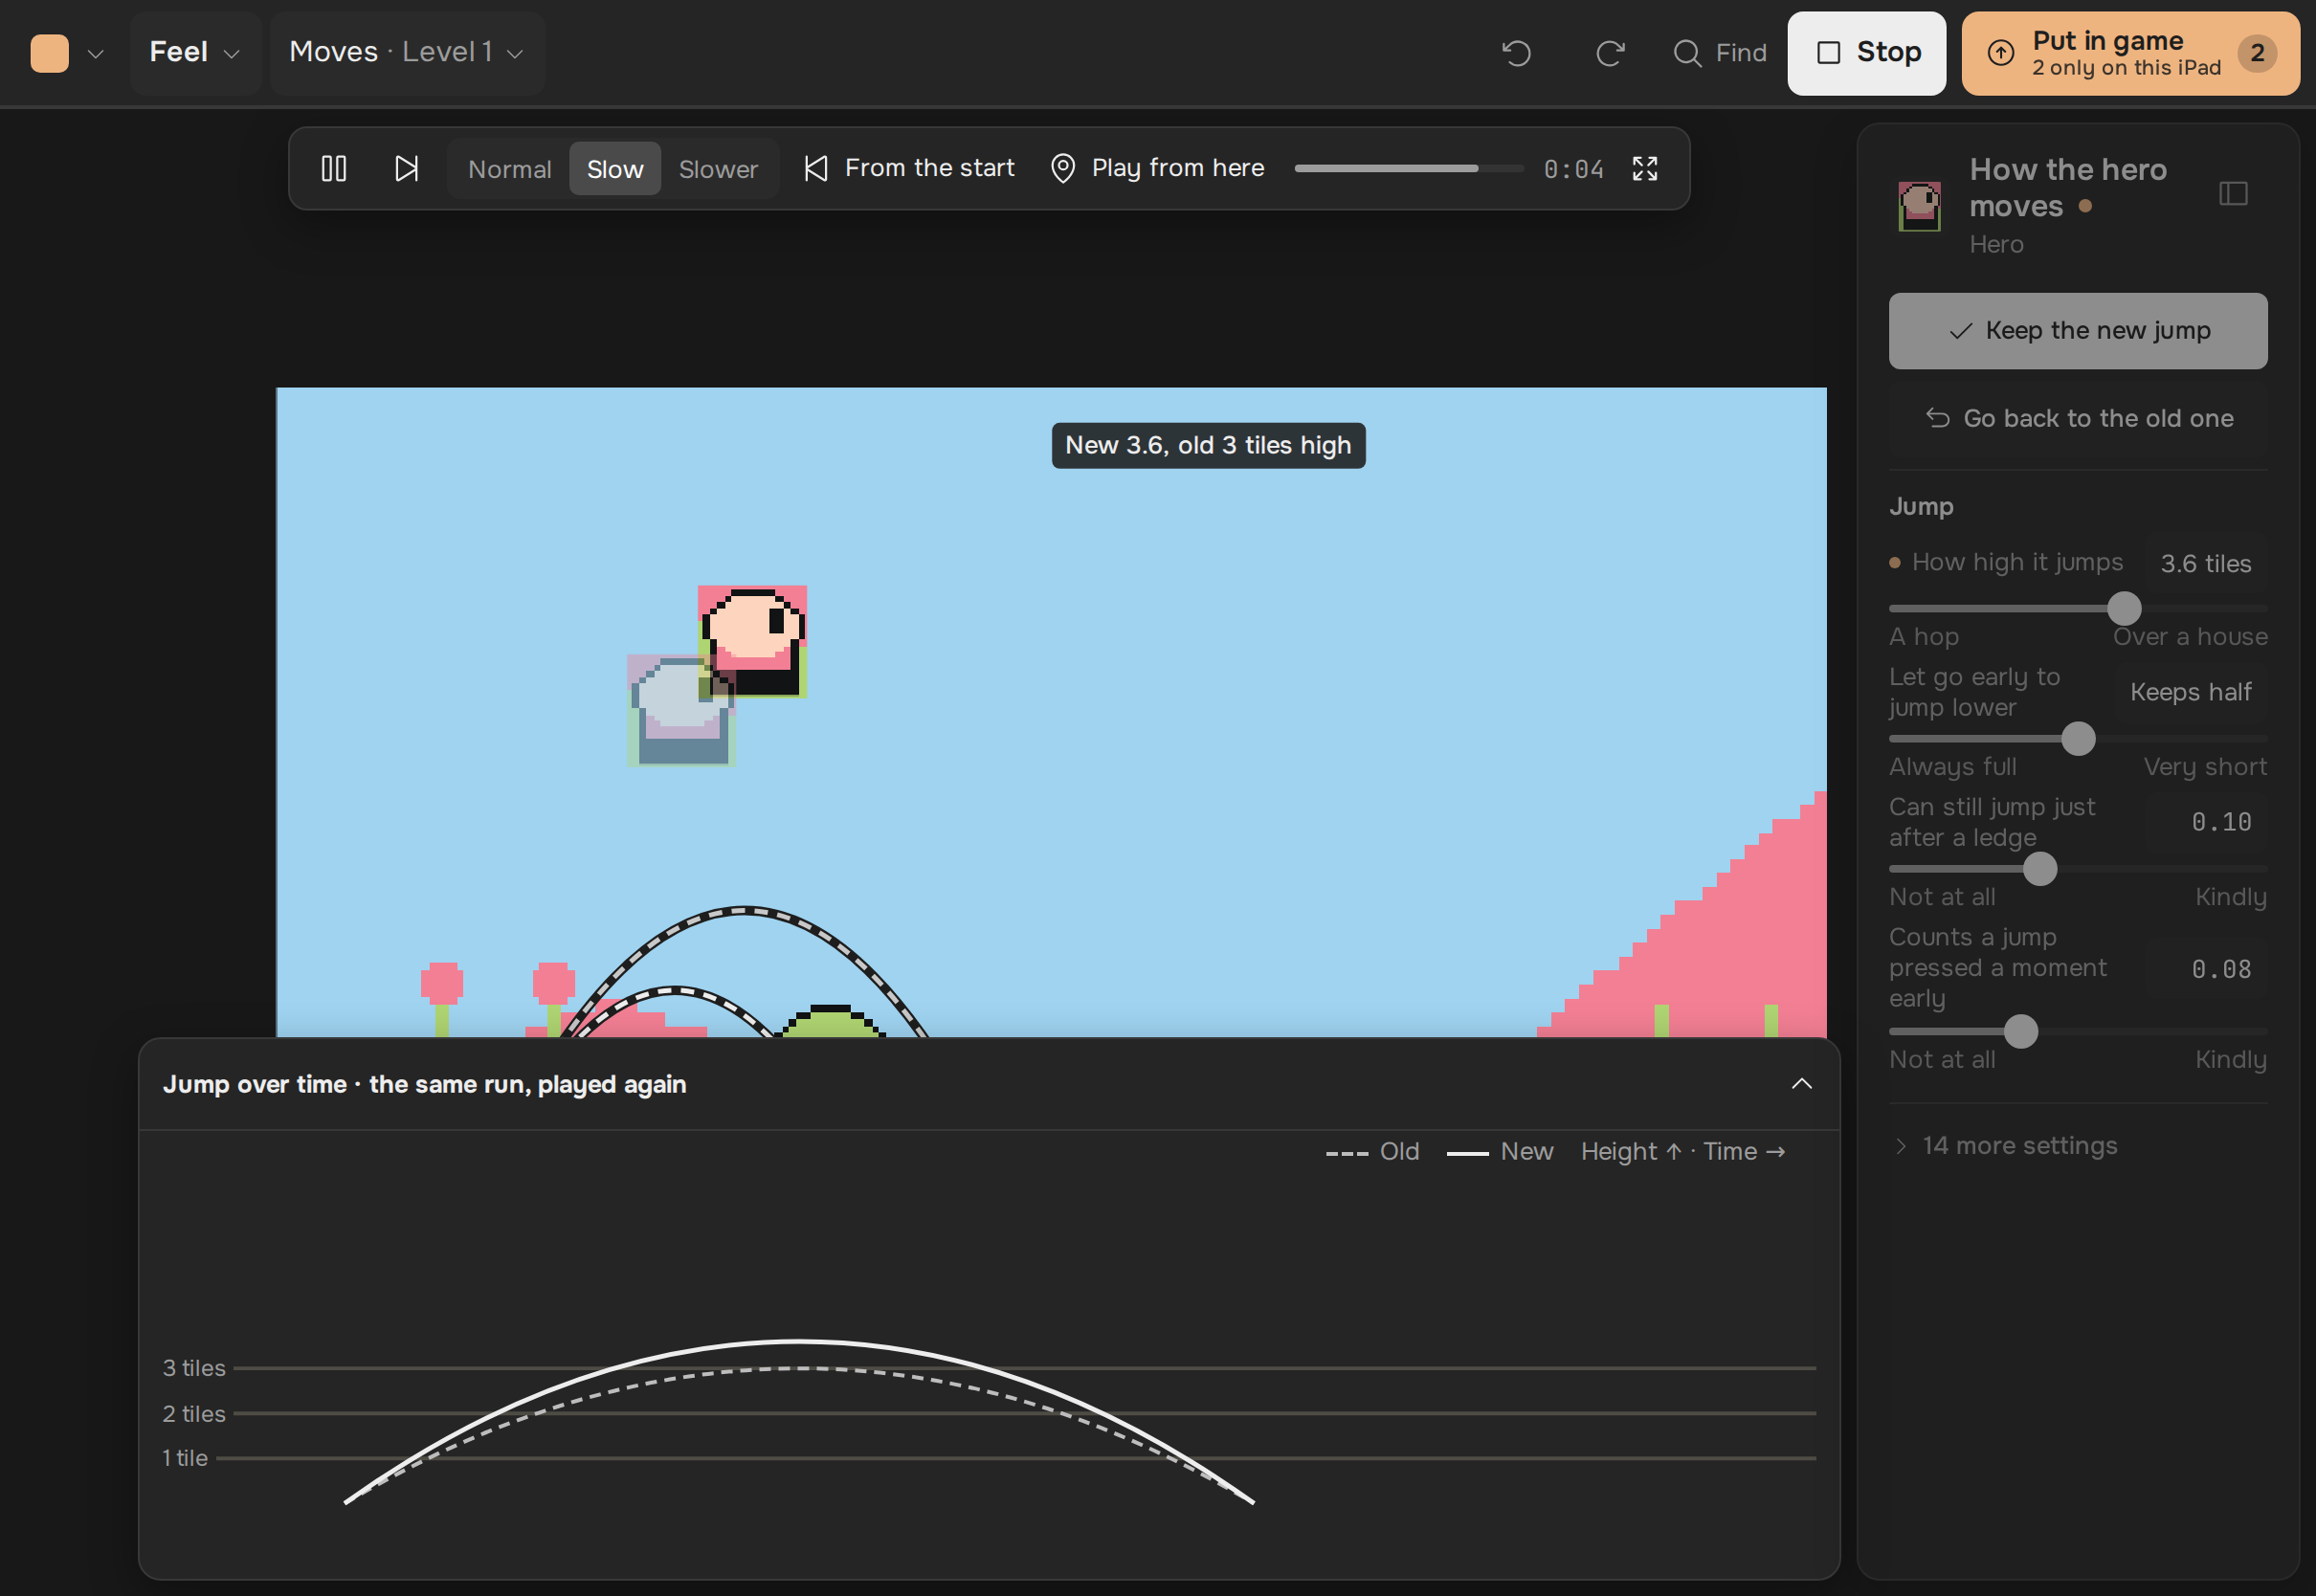 Feel
Moves · Level 1
Find
Stop
Put in game
2 only on this iPad
2
Normal
Slow
Slower
From the start
Play from here
0:04
How the hero
moves
Hero
Keep the new jump
Go back to the old one
New 3.6, old 3 tiles high
Jump
How high it jumps
3.6 tiles
A hop
Over a house
Let go early to
jump lower
Keeps half
Always full
Very short
Can still jump just
after a ledge
0.10
Not at all
Kindly
Counts a jump
pressed a moment
early
0.08
Not at all
Kindly
14 more settings
Jump over time · the same run, played again
Old
New
Height ↑ · Time →
3 tiles
2 tiles
1 tile